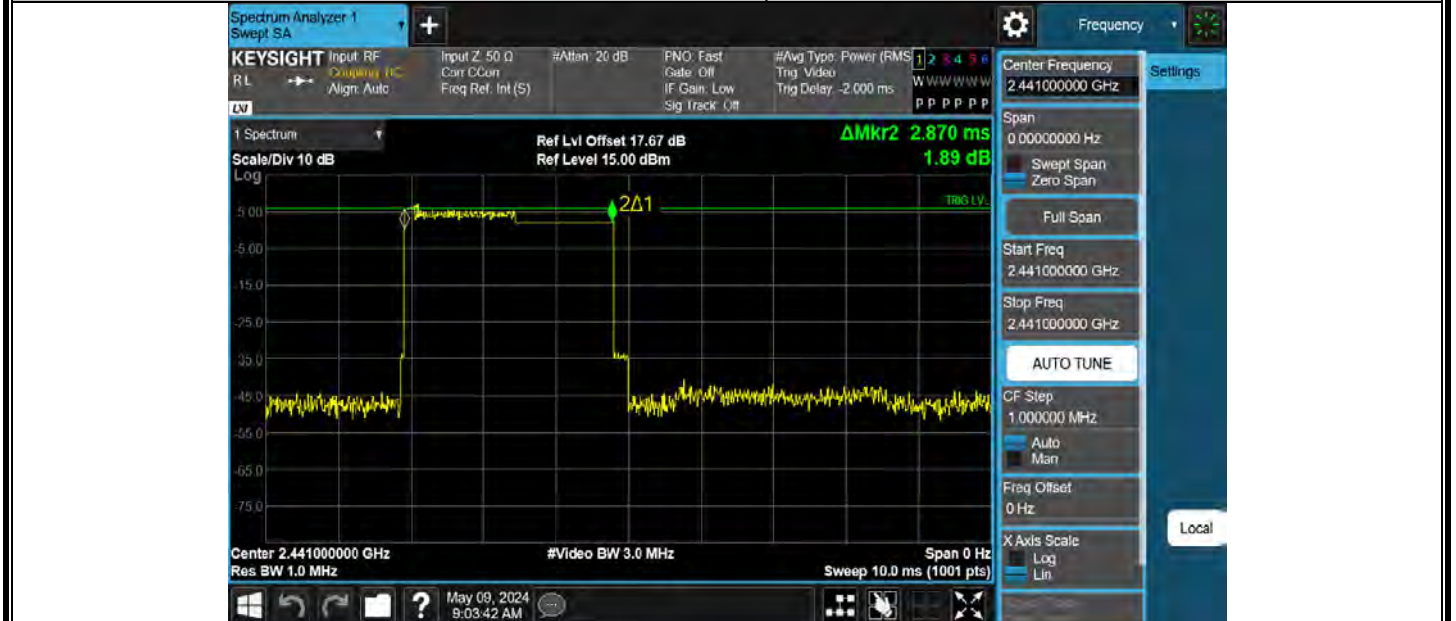 Spectrum Analyzer 1
Swept SA
+
Frequency
KEYSIGHT
Input: RF
Coupling: DC
Align: Auto
RL
LXI
Input Z: 50 Ω
Corr CCorr
Freq Ref: Int (S)
#Atten: 20 dB
PNO: Fast
Gate: Off
IF Gain: Low
Sig Track: Off
#Avg Type: Power (RMS
Trig: Video
Trig Delay: -2.000 ms
1 2 3 4 5 6
W W W W W W
P P P P P P
Center Frequency
2.441000000 GHz
Settings
Span
0.00000000 Hz
Swept Span
Zero Span
Full Span
Start Freq
2.441000000 GHz
Stop Freq
2.441000000 GHz
AUTO TUNE
CF Step
1.000000 MHz
Auto
Man
Freq Offset
0 Hz
X Axis Scale
Log
Lin
Local
1 Spectrum
Scale/Div 10 dB
Log
Ref Lvl Offset 17.67 dB
Ref Level 15.00 dBm
ΔMkr2 2.870 ms
1.89 dB
2Δ1
TRIG LVL
5.00
-5.00
-15.0
-25.0
-35.0
-45.0
-55.0
-65.0
-75.0
Center 2.441000000 GHz
Res BW 1.0 MHz
#Video BW 3.0 MHz
Span 0 Hz
Sweep 10.0 ms (1001 pts)
?
May 09, 2024
9:03:42 AM